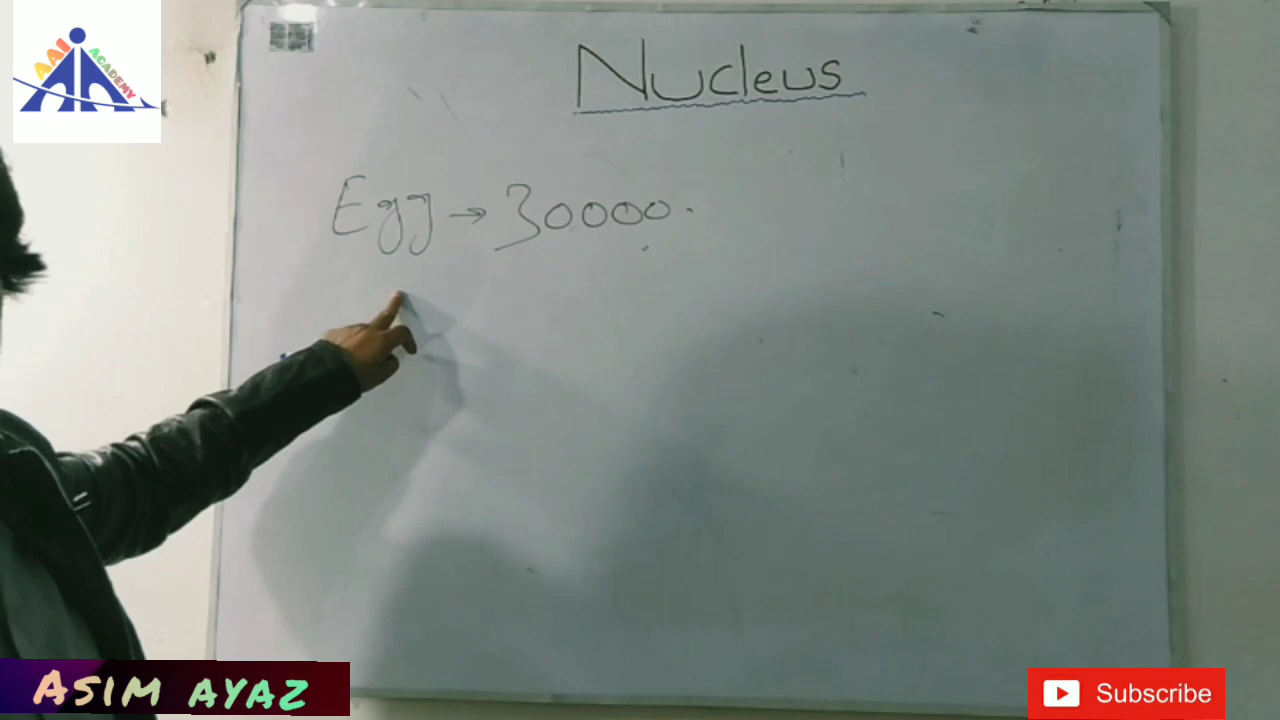 AAI ACADEMY
Nucleus
Egg → 30000.
ASIM AYAZ
Subscribe